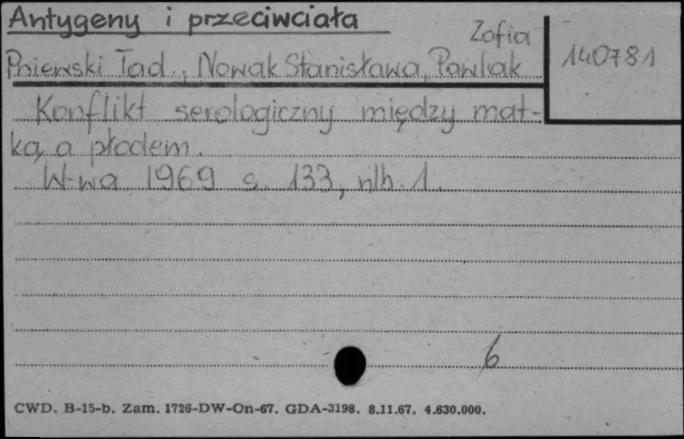 Antygeny i przeciwciała
Zofia
140781
Pniewski Tad., Nowak Stanisława, Pawlak
Konflikt serologiczny między mat-
ką a płodem.
W-wa 1969 s. 133, nlb. 1.
6
CWD. B-15-b. Zam. 1726-DW-On-67. GDA-3198. 8.11.67. 4.630.000.